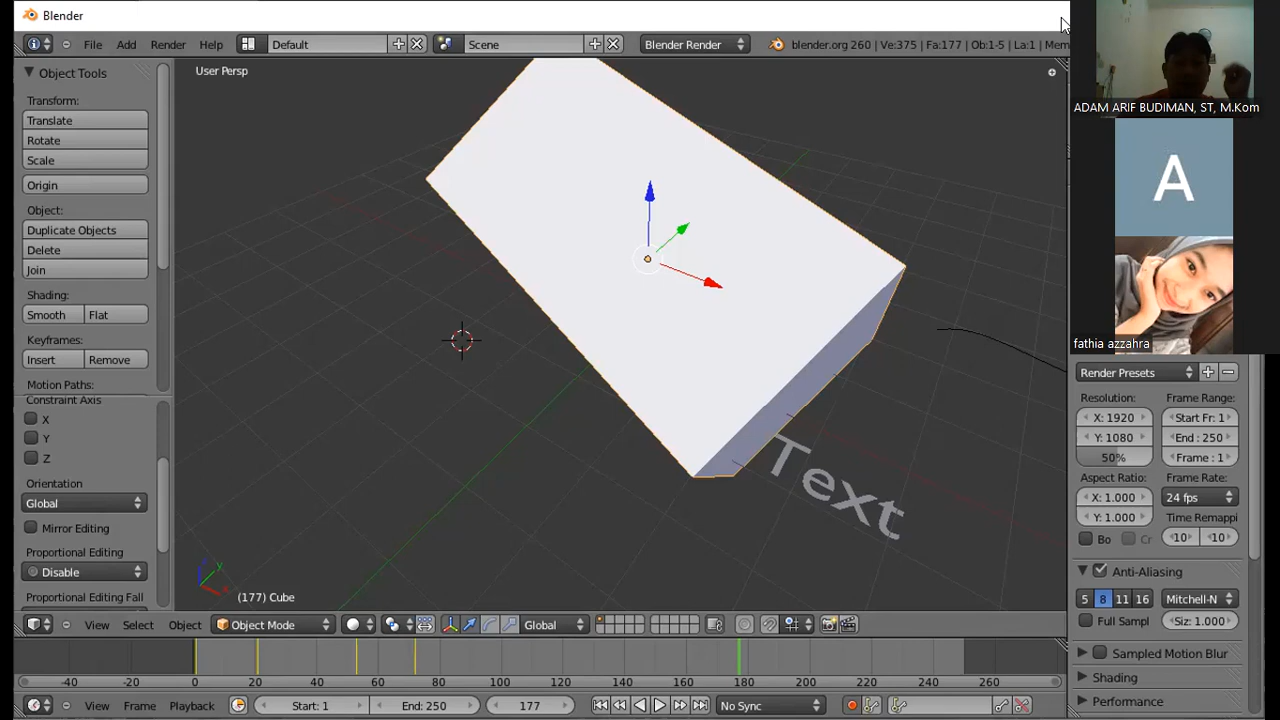 Blender
File Add Render Help Default Scene Blender Render blender.org 260 | Ve:375 | Fa:177 | Ob:1-5 | La:1 | Mem
Object Tools
User Persp
Transform:
Translate
Rotate
Scale
Origin
Object:
Duplicate Objects
Delete
Join
Shading:
Smooth Flat
Keyframes:
Insert Remove
Motion Paths:
Constraint Axis
X
Y
Z
Orientation
Global
Mirror Editing
Proportional Editing
Disable
Proportional Editing Fall
Text
z y x
(177) Cube
View Select Object Object Mode Global
-40 -20 0 20 40 60 80 100 120 140 160 180 200 220 240 260
View Frame Playback Start: 1 End: 250 177 No Sync
ADAM ARIF BUDIMAN, ST, M.Kom
A
fathia azzahra
Render Presets
Resolution: Frame Range:
X: 1920 Start Fr: 1
Y: 1080 End : 250
50% Frame : 1
Aspect Ratio: Frame Rate:
X: 1.000 24 fps
Y: 1.000 Time Remappi
Bo Cr 10 10
Anti-Aliasing
5 8 11 16 Mitchell-N
Full Sampl Siz: 1.000
Sampled Motion Blur
Shading
Performance